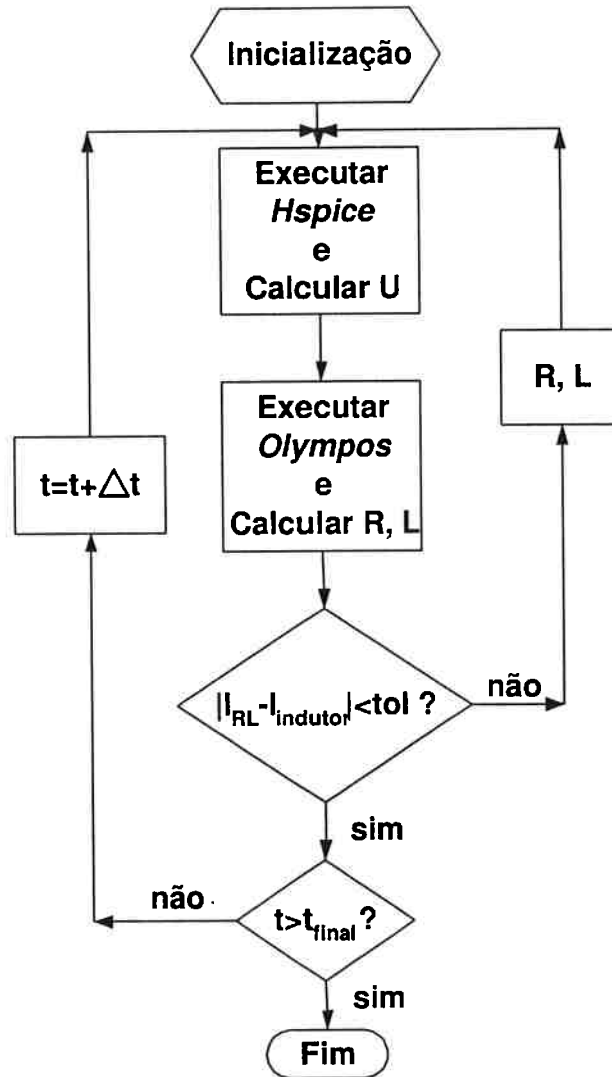 Inicialização
Executar
Hspice
e
Calcular U
R, L
Executar
Olympos
e
Calcular R, L
t=t+△t
|I_RL-I_indutor|<tol ?
não
sim
não
t>t_final?
sim
Fim